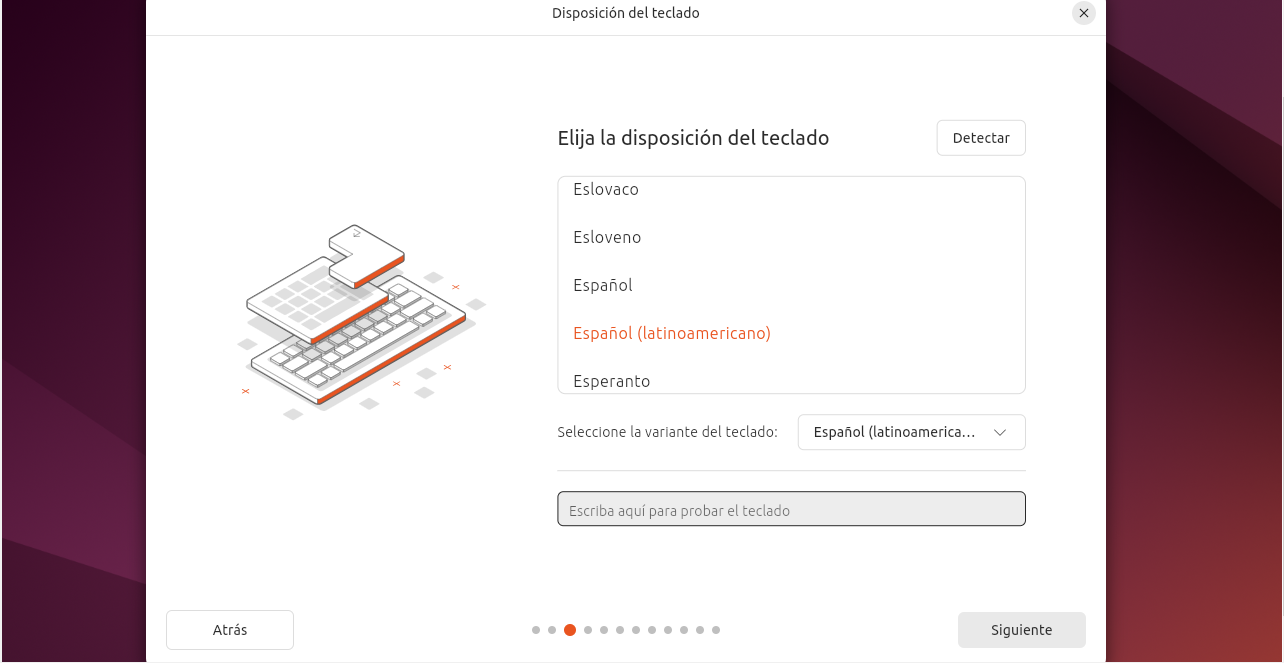 Disposición del teclado
Elija la disposición del teclado
Detectar
Eslovaco
Esloveno
Español
Español (latinoamericano)
Esperanto
Seleccione la variante del teclado:
Español (latinoamerica...
Escriba aquí para probar el teclado
Atrás
Siguiente